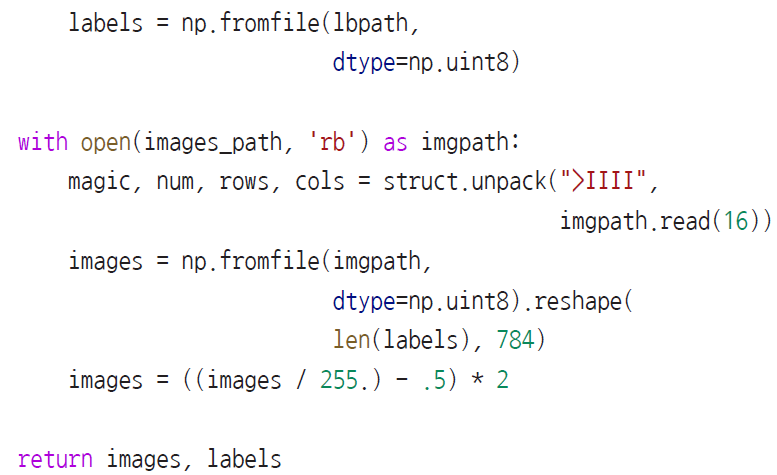 labels = np.fromfile(lbpath,
dtype=np.uint8)
with open(images_path, 'rb') as imgpath:
magic, num, rows, cols = struct.unpack(">IIII",
imgpath.read(16))
images = np.fromfile(imgpath,
dtype=np.uint8).reshape(
len(labels), 784)
images = ((images / 255.) - .5) * 2
return images, labels